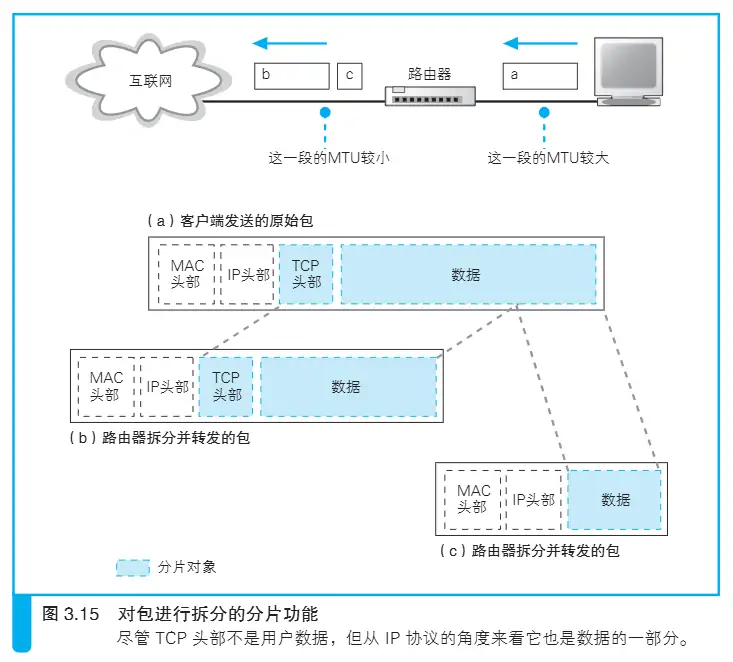 互联网
b
c
路由器
a
这一段的MTU较小
这一段的MTU较大
(a)客户端发送的原始包
MAC
头部
IP头部
TCP
头部
数据
MAC
头部
IP头部
TCP
头部
数据
(b)路由器拆分并转发的包
MAC
头部
IP头部
数据
(c)路由器拆分并转发的包
分片对象
图 3.15 对包进行拆分的分片功能
尽管 TCP 头部不是用户数据，但从 IP 协议的角度来看它也是数据的一部分。